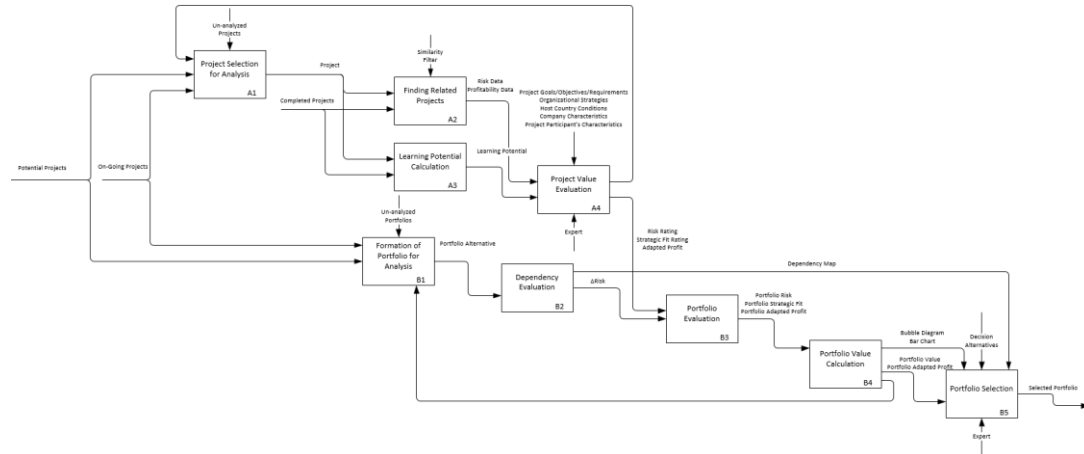 Un-analyzed
Projects
Project Selection
for Analysis
A1
Project
Similarity
Filter
Finding Related
Projects
A2
Risk Data
Profitability Data
Completed Projects
Project Goals/Objectives/Requirements
Organizational Strategies
Host Country Conditions
Company Characteristics
Project Participant's Characteristics
Learning Potential
Calculation
A3
Learning Potential
Project Value
Evaluation
A4
Expert
Potential Projects
On-Going Projects
Un-analyzed
Portfolios
Formation of
Portfolio for
Analysis
B1
Portfolio Alternative
Risk Rating
Strategic Fit Rating
Adapted Profit
Dependency
Evaluation
B2
Dependency Map
ΔRisk
Portfolio
Evaluation
B3
Portfolio Risk
Portfolio Strategic Fit
Portfolio Adapted Profit
Portfolio Value
Calculation
B4
Bubble Diagram
Bar Chart
Decision
Alternatives
Portfolio Value
Portfolio Adapted Profit
Portfolio Selection
B5
Selected Portfolio
Expert